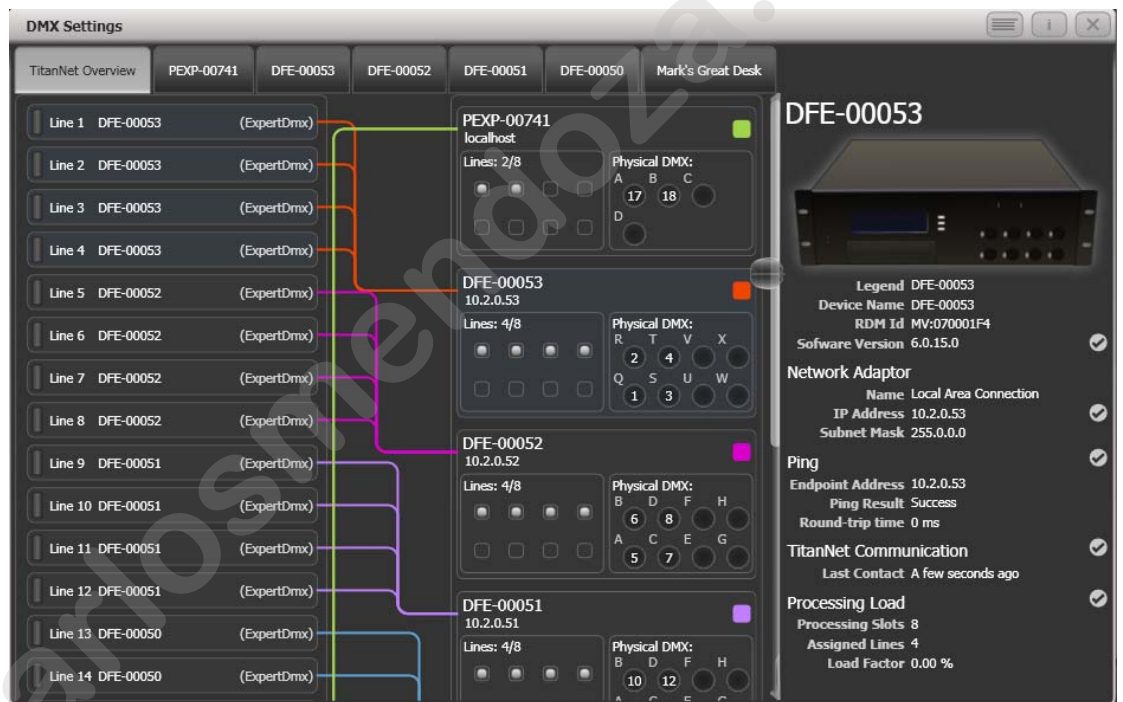 DMX Settings
i
TitanNet Overview PEXP-00741 DFE-00053 DFE-00052 DFE-00051 DFE-00050 Mark's Great Desk
Line 1 DFE-00053 (ExpertDmx)
Line 2 DFE-00053 (ExpertDmx)
Line 3 DFE-00053 (ExpertDmx)
Line 4 DFE-00053 (ExpertDmx)
Line 5 DFE-00052 (ExpertDmx)
Line 6 DFE-00052 (ExpertDmx)
Line 7 DFE-00052 (ExpertDmx)
Line 8 DFE-00052 (ExpertDmx)
Line 9 DFE-00051 (ExpertDmx)
Line 10 DFE-00051 (ExpertDmx)
Line 11 DFE-00051 (ExpertDmx)
Line 12 DFE-00051 (ExpertDmx)
Line 13 DFE-00050 (ExpertDmx)
Line 14 DFE-00050 (ExpertDmx)
PEXP-00741
localhost
Lines: 2/8 Physical DMX:
A B C
17 18
D
DFE-00053
10.2.0.53
Lines: 4/8 Physical DMX:
R T V X
2 4
Q S U W
1 3
DFE-00052
10.2.0.52
Lines: 4/8 Physical DMX:
B D F H
6 8
A C E G
5 7
DFE-00051
10.2.0.51
Lines: 4/8 Physical DMX:
B D F H
10 12
A C E G
DFE-00053
Legend DFE-00053
Device Name DFE-00053
RDM Id MV:070001F4
Sofware Version 6.0.15.0
Network Adaptor
Name Local Area Connection
IP Address 10.2.0.53
Subnet Mask 255.0.0.0
Ping
Endpoint Address 10.2.0.53
Ping Result Success
Round-trip time 0 ms
TitanNet Communication
Last Contact A few seconds ago
Processing Load
Processing Slots 8
Assigned Lines 4
Load Factor 0.00 %
arlosmendoza.